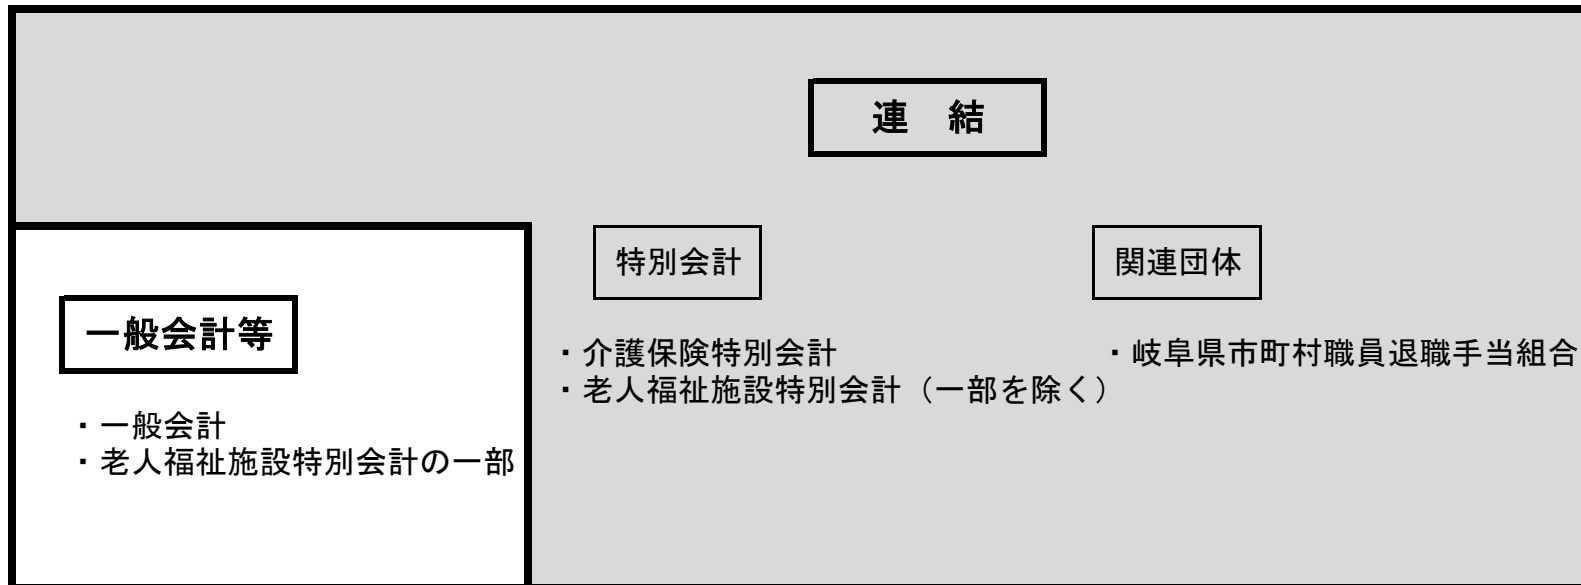 連　結
特別会計
関連団体
一般会計等
・介護保険特別会計
・老人福祉施設特別会計（一部を除く）
・岐阜県市町村職員退職手当組合
・一般会計
・老人福祉施設特別会計の一部